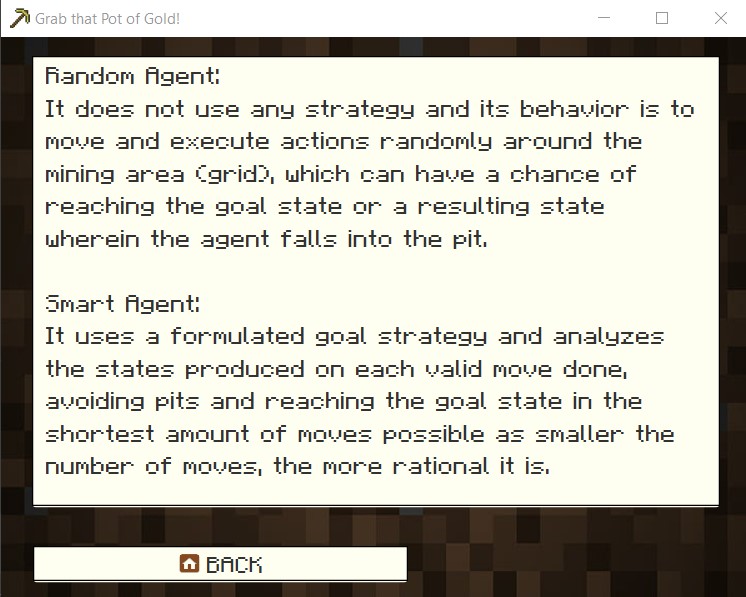 Grab that Pot of Gold!
Random Agent:
It does not use any strategy and its behavior is to
move and execute actions randomly around the
mining area (grid), which can have a chance of
reaching the goal state or a resulting state
wherein the agent falls into the pit.
Smart Agent:
It uses a formulated goal strategy and analyzes
the states produced on each valid move done,
avoiding pits and reaching the goal state in the
shortest amount of moves possible as smaller the
number of moves, the more rational it is.
BACK